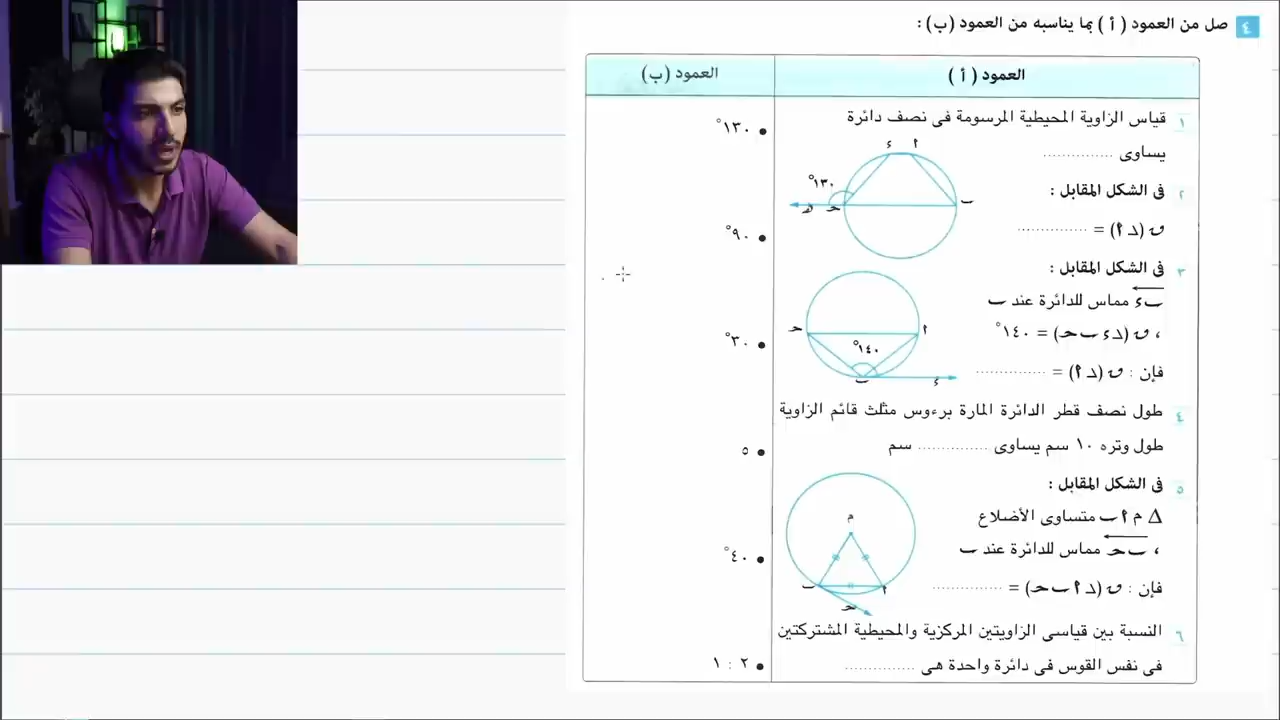 ٤ صل من العمود ( أ ) بما يناسبه من العمود (ب) :
العمود ( أ )
العمود (ب)
١ قياس الزاوية المحيطية المرسومة فى نصف دائرة
يساوى ..............
٢ فى الشكل المقابل :
ق (د ا) = ..............
ء ا
١٣٠°
ه ح ب
٣ فى الشكل المقابل :
ب ء مماس للدائرة عند ب
، ق (د ء ب ح) = ١٤٠°
فإن : ق (د ا) = ..............
ح ا
١٤٠°
ب ء
٤ طول نصف قطر الدائرة المارة برءوس مثلث قائم الزاوية
طول وتره ١٠ سم يساوى .............. سم
٥ فى الشكل المقابل :
Δ م ا ب متساوى الأضلاع
، ب ح مماس للدائرة عند ب
فإن : ق (د ا ب ح) = ..............
م
ب ا
ح
٦ النسبة بين قياسى الزاويتين المركزية والمحيطية المشتركتين
فى نفس القوس فى دائرة واحدة هى ..............
• ١٣٠°
• ٩٠°
• ٣٠°
• ٥
• ٤٠°
• ٢ : ١